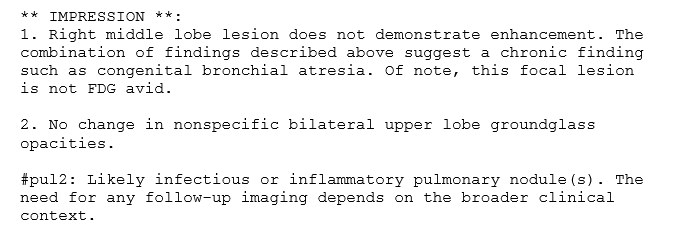 ** IMPRESSION **:
1. Right middle lobe lesion does not demonstrate enhancement. The
combination of findings described above suggest a chronic finding
such as congenital bronchial atresia. Of note, this focal lesion
is not FDG avid.
2. No change in nonspecific bilateral upper lobe groundglass
opacities.
#pul2: Likely infectious or inflammatory pulmonary nodule(s). The
need for any follow-up imaging depends on the broader clinical
context.